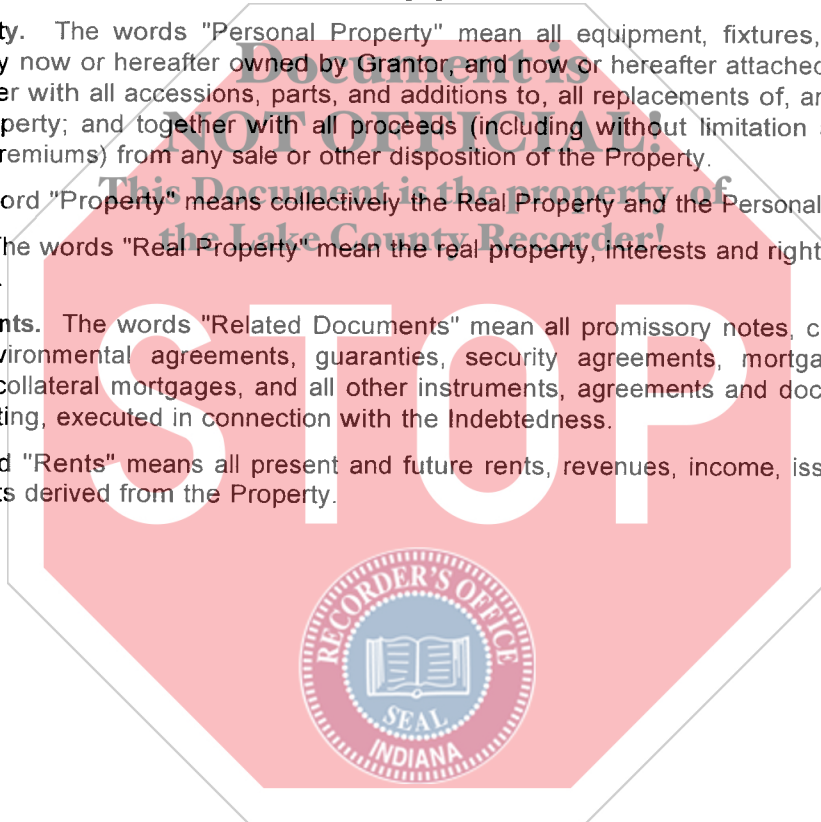 ty. The words "Personal Property" mean all equipment, fixtures,
y now or hereafter owned by Grantor, and now or hereafter attached
er with all accessions, parts, and additions to, all replacements of, an
perty; and together with all proceeds (including without limitation
remiums) from any sale or other disposition of the Property.
ord "Property" means collectively the Real Property and the Personal
he words "Real Property" mean the real property, interests and right
nts. The words "Related Documents" mean all promissory notes, c
vironmental agreements, guaranties, security agreements, mortga
collateral mortgages, and all other instruments, agreements and doc
ting, executed in connection with the Indebtedness.
d "Rents" means all present and future rents, revenues, income, iss
ts derived from the Property.
Document is
NOT OFFICIAL!
This Document is the property of
the Lake County Recorder!
STOP
RECORDER'S OFFICE
SEAL
INDIANA